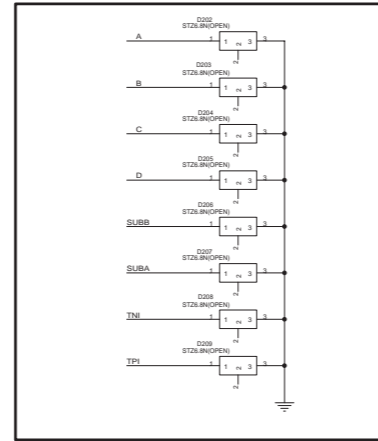 D202
STZ6.8N(OPEN)
A 1 1 2 3 3
2
D203
STZ6.8N(OPEN)
B 1 1 2 3 3
2
D204
STZ6.8N(OPEN)
C 1 1 2 3 3
2
D205
STZ6.8N(OPEN)
D 1 1 2 3 3
2
D206
STZ6.8N(OPEN)
SUBB 1 1 2 3 3
2
D207
STZ6.8N(OPEN)
SUBA 1 1 2 3 3
2
D208
STZ6.8N(OPEN)
TNI 1 1 2 3 3
2
D209
STZ6.8N(OPEN)
TPI 1 1 2 3 3
2